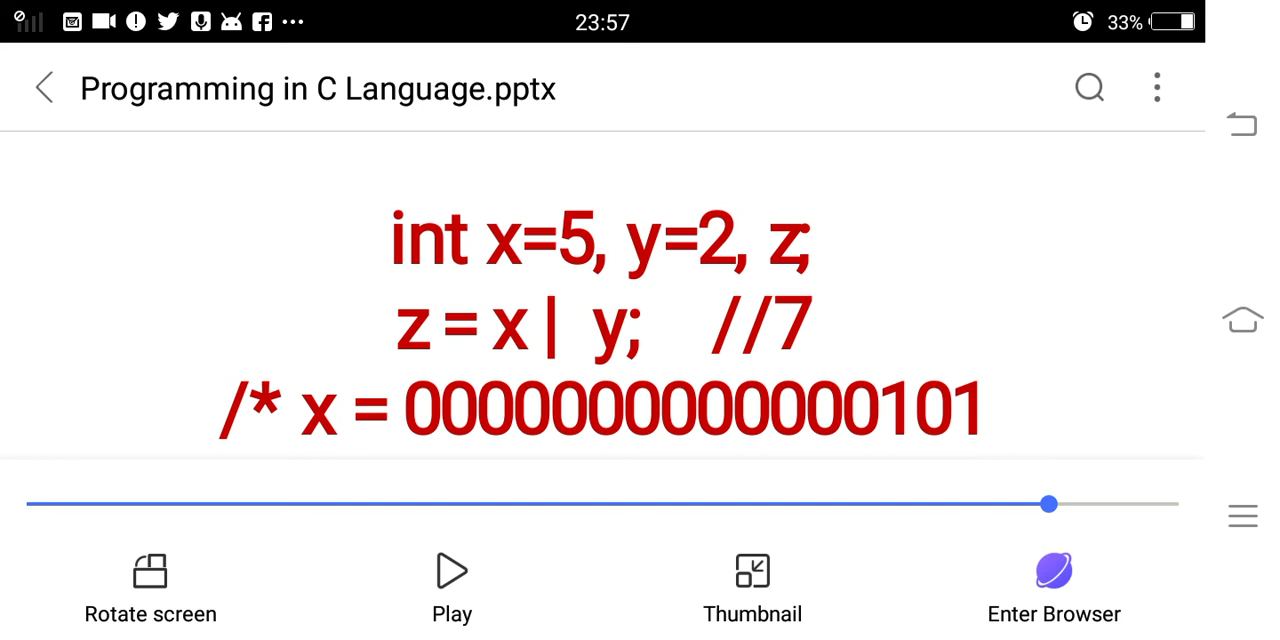 23:57
33%
Programming in C Language.pptx
int x=5, y=2, z;
z = x | y; //7
/* x = 0000000000000101
Rotate screen
Play
Thumbnail
Enter Browser